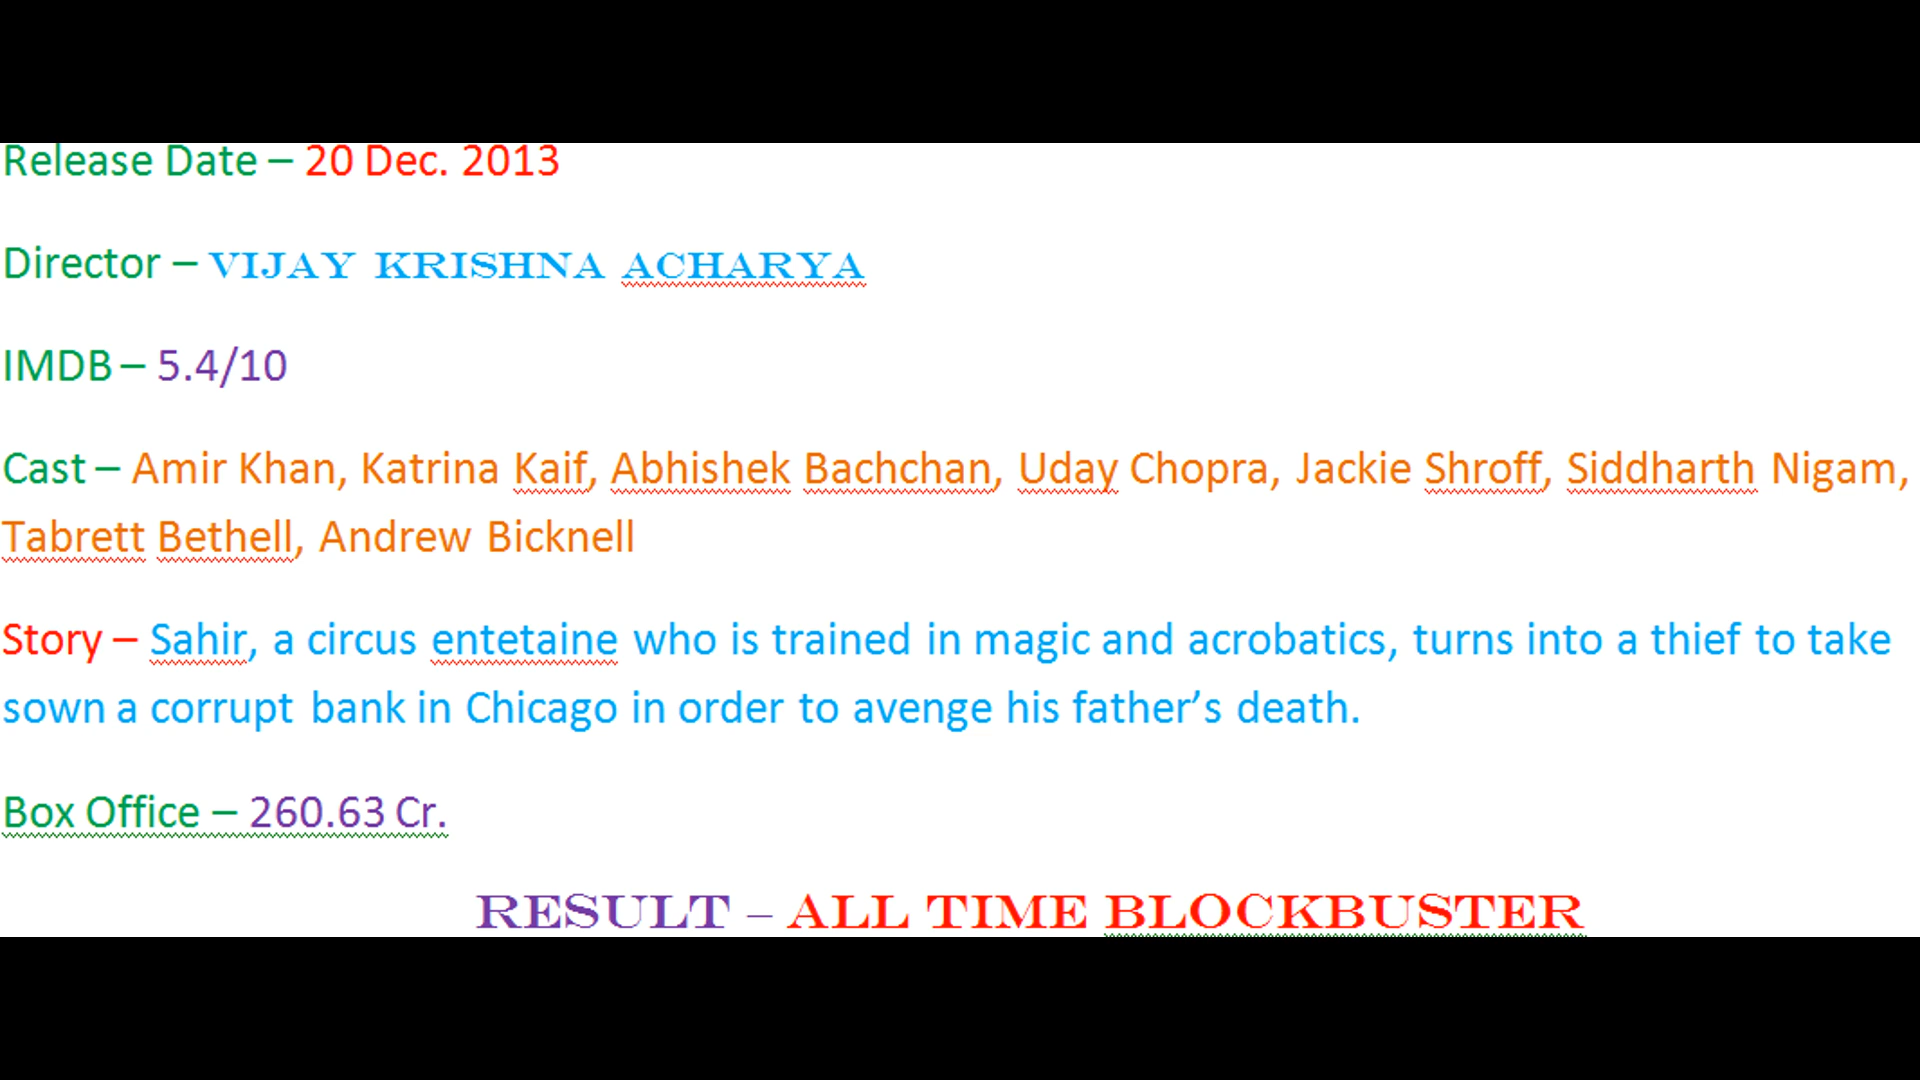 Release Date – 20 Dec. 2013
Director – VIJAY KRISHNA ACHARYA
IMDB – 5.4/10
Cast – Amir Khan, Katrina Kaif, Abhishek Bachchan, Uday Chopra, Jackie Shroff, Siddharth Nigam,
Tabrett Bethell, Andrew Bicknell
Story – Sahir, a circus entetaine who is trained in magic and acrobatics, turns into a thief to take
sown a corrupt bank in Chicago in order to avenge his father’s death.
Box Office – 260.63 Cr.
RESULT – ALL TIME BLOCKBUSTER